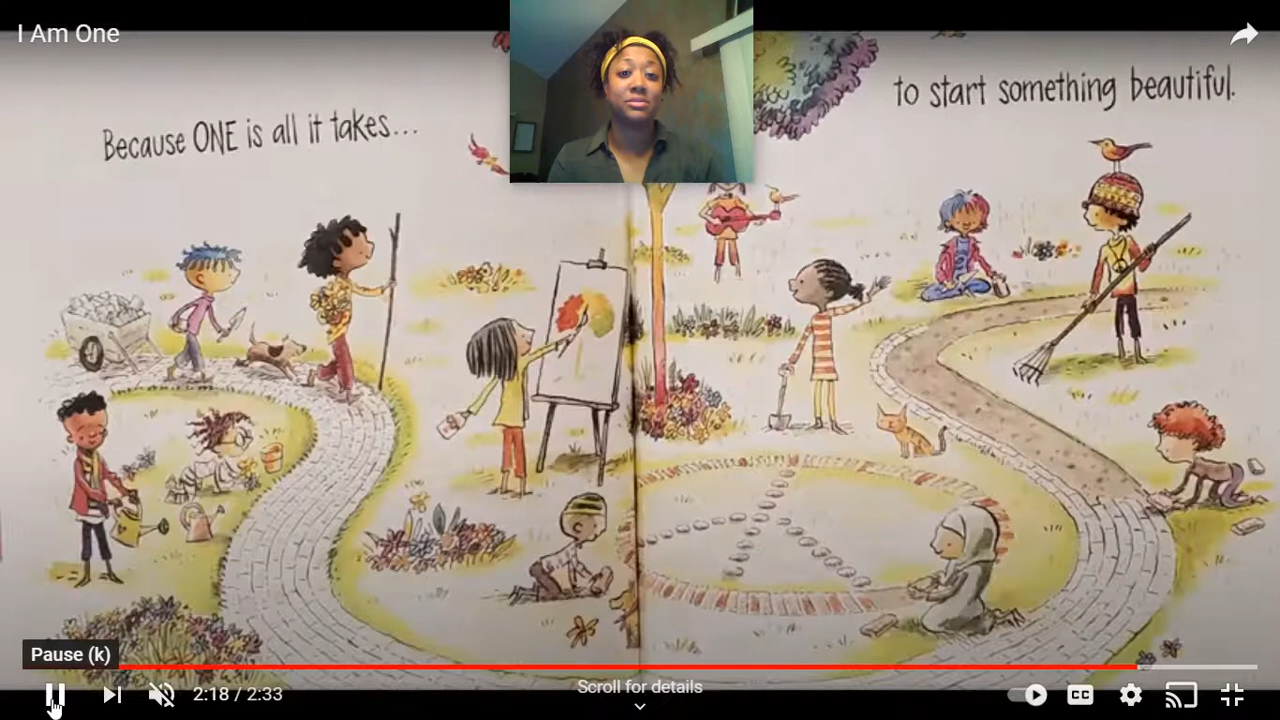 I Am One
Because ONE is all it takes...
to start something beautiful.
Pause (k)
2:18 / 2:33
Scroll for details
CC